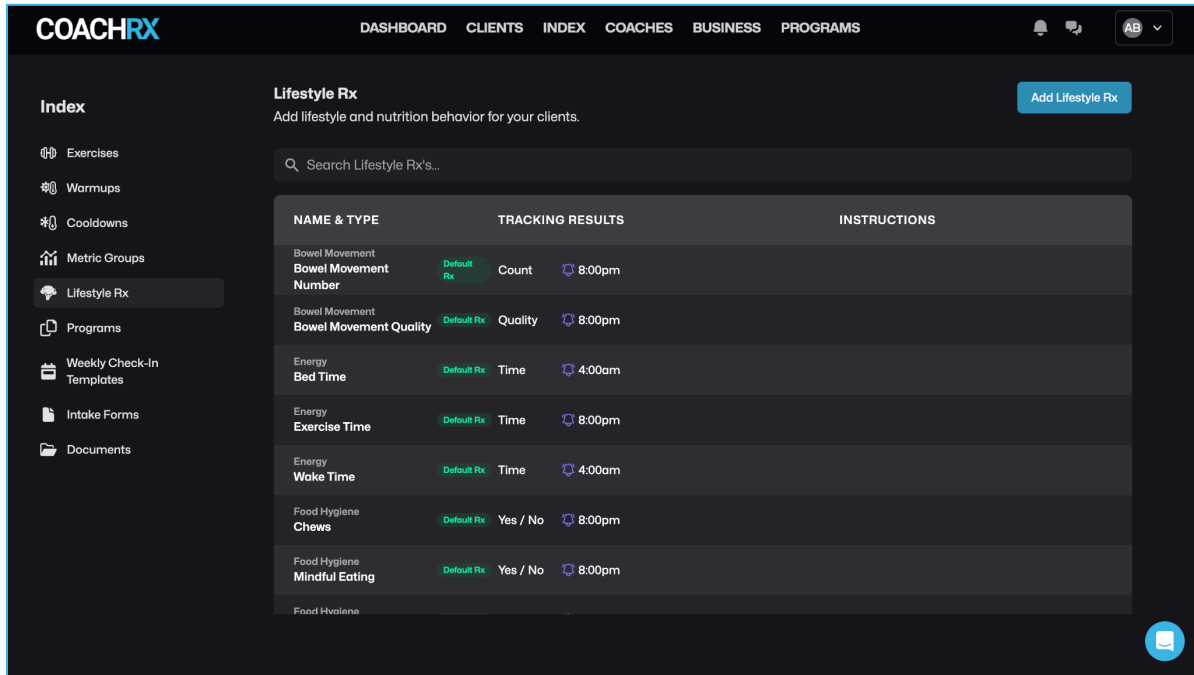 COACHRX
DASHBOARD CLIENTS INDEX COACHES BUSINESS PROGRAMS
AB
Index
Exercises
Warmups
Cooldowns
Metric Groups
Lifestyle Rx
Programs
Weekly Check-In
Templates
Intake Forms
Documents
Lifestyle Rx
Add lifestyle and nutrition behavior for your clients.
Add Lifestyle Rx
Search Lifestyle Rx's...
NAME & TYPE TRACKING RESULTS INSTRUCTIONS
Bowel Movement
Bowel Movement
Number
Default
Rx
Count 8:00pm
Bowel Movement
Bowel Movement Quality Default Rx Quality 8:00pm
Energy
Bed Time Default Rx Time 4:00am
Energy
Exercise Time Default Rx Time 8:00pm
Energy
Wake Time Default Rx Time 4:00am
Food Hygiene
Chews Default Rx Yes / No 8:00pm
Food Hygiene
Mindful Eating Default Rx Yes / No 8:00pm
Food Hygiene